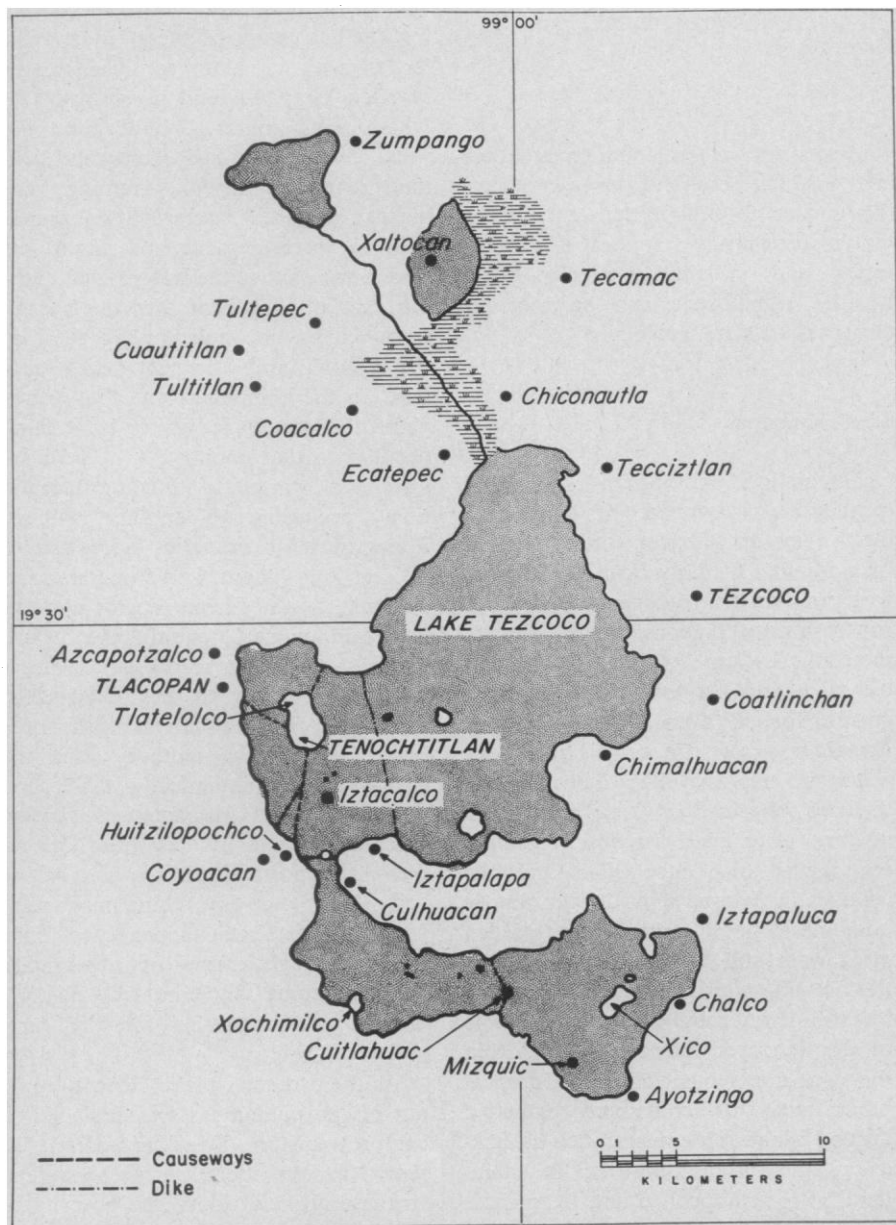 99° 00'
Zumpango
Xaltocan
Tecamac
Tultepec
Cuautitlan
Tultitlan
Chiconautla
Coacalco
Ecatepec
Tecciztlan
TEZCOCO
19° 30'
LAKE TEZCOCO
Azcapotzalco
TLACOPAN
Coatlinchan
Tlatelolco
TENOCHTITLAN
Chimalhuacan
Iztacalco
Huitzilopochco
Coyoacan
Iztapalapa
Culhuacan
Iztapaluca
Chalco
Xochimilco
Xico
Cuitlahuac
Mizquic
Ayotzingo
Causeways
Dike
0 1 5 10
KILOMETERS